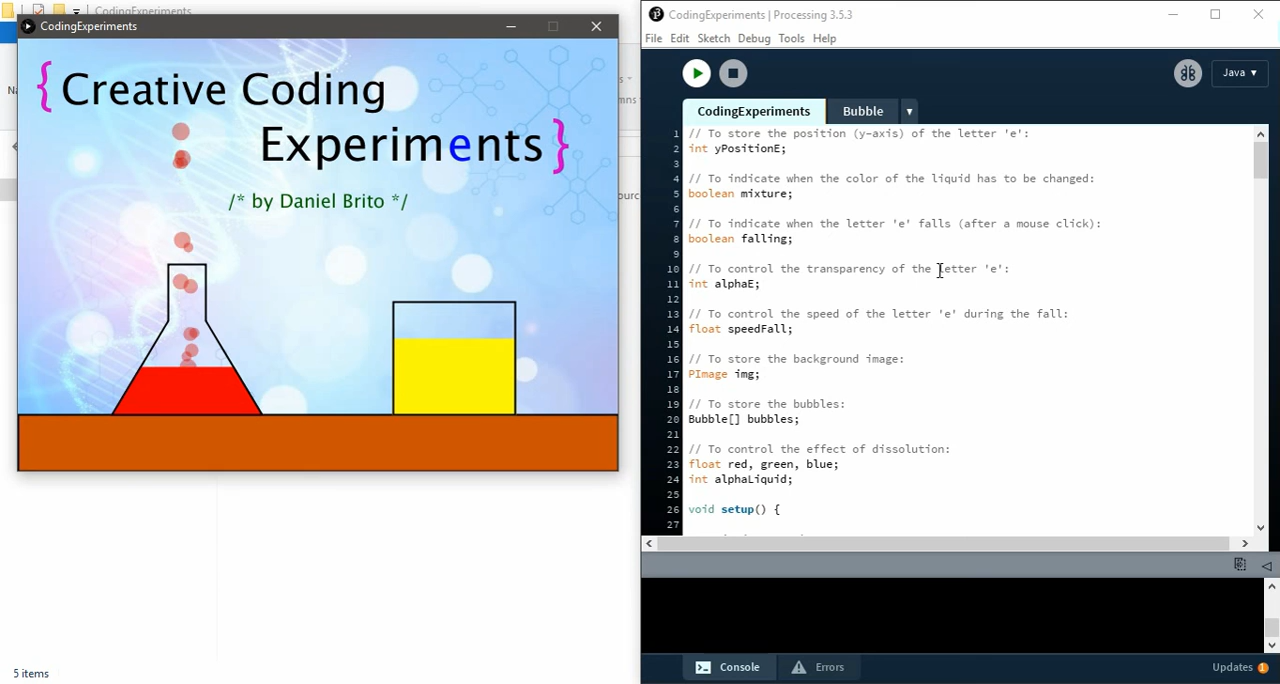 CodingExperiments
CodingExperiments
{Creative Coding
Experiments}
/* by Daniel Brito */
5 items
CodingExperiments | Processing 3.5.3
File Edit Sketch Debug Tools Help
Java ▾
CodingExperiments Bubble ▾
1 // To store the position (y-axis) of the letter 'e':
2 int yPositionE;
3
4 // To indicate when the color of the liquid has to be changed:
5 boolean mixture;
6
7 // To indicate when the letter 'e' falls (after a mouse click):
8 boolean falling;
9
10 // To control the transparency of the letter 'e':
11 int alphaE;
12
13 // To control the speed of the letter 'e' during the fall:
14 float speedFall;
15
16 // To store the background image:
17 PImage img;
18
19 // To store the bubbles:
20 Bubble[] bubbles;
21
22 // To control the effect of dissolution:
23 float red, green, blue;
24 int alphaLiquid;
25
26 void setup() {
27
Console Errors
Updates 1